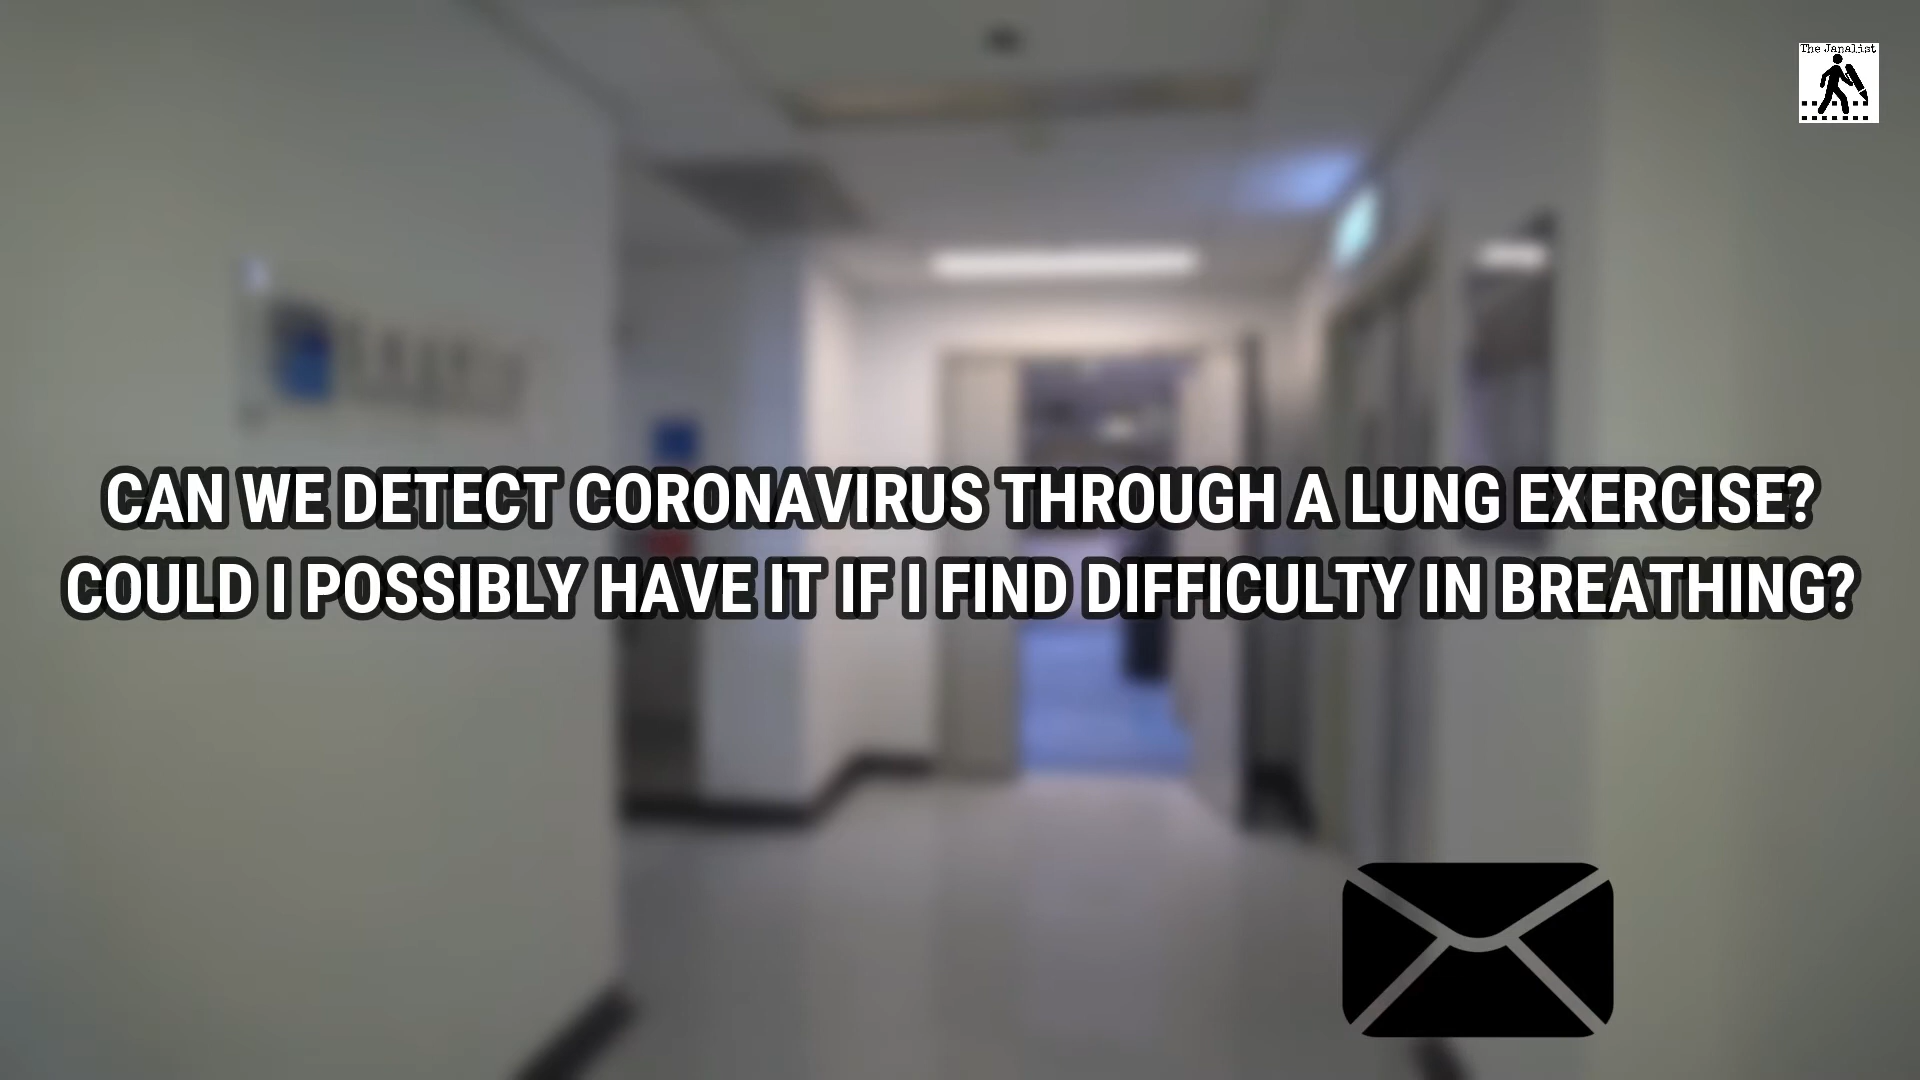 The Janalist
CAN WE DETECT CORONAVIRUS THROUGH A LUNG EXERCISE?
COULD I POSSIBLY HAVE IT IF I FIND DIFFICULTY IN BREATHING?